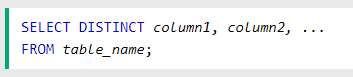 SELECT DISTINCT column1, column2, ...
FROM table_name;